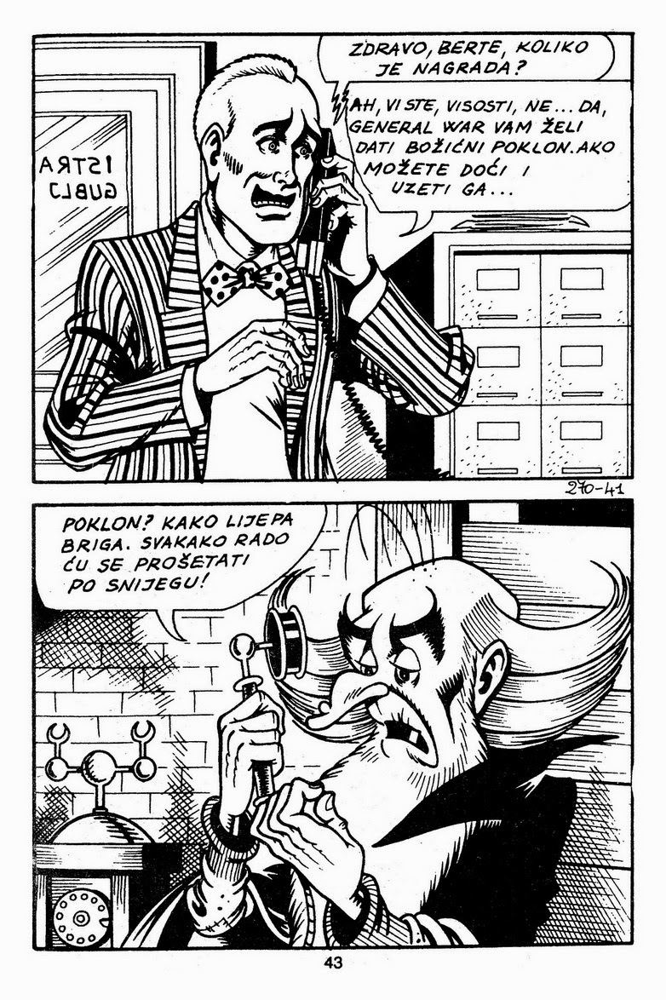 ZDRAVO, BERTE, KOLIKO
JE NAGRADA?
AH, VI STE, VISOSTI, NE... DA,
GENERAL WAR VAM ŽELI
DATI BOŽIĆNI POKLON. AKO
MOŽETE DOĆI I
UZETI GA...
ISTRA
GUBLJ
270-41
POKLON? KAKO LIJEPA
BRIGA. SVAKAKO RADO
ĆU SE PROŠETATI
PO SNIJEGU!
43